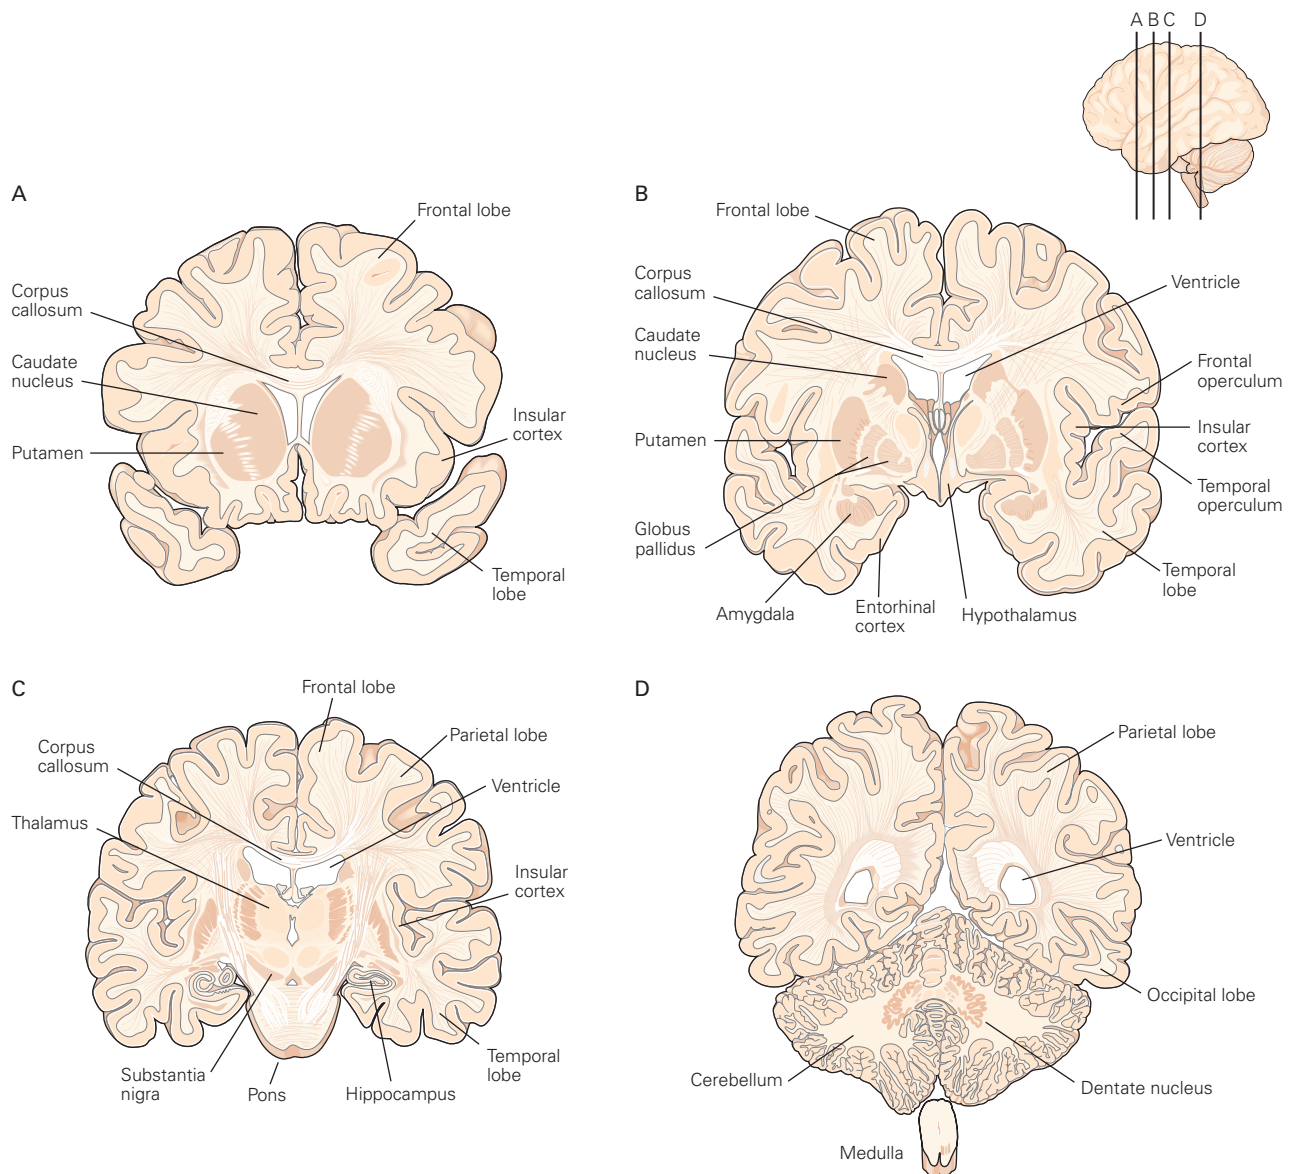 A B C D
A
Frontal lobe
Corpus
callosum
Caudate
nucleus
Putamen
Insular
cortex
Temporal
lobe
B
Frontal lobe
Corpus
callosum
Caudate
nucleus
Putamen
Globus
pallidus
Amygdala
Entorhinal
cortex
Hypothalamus
Ventricle
Frontal
operculum
Insular
cortex
Temporal
operculum
Temporal
lobe
C
Frontal lobe
Parietal lobe
Corpus
callosum
Ventricle
Thalamus
Insular
cortex
Substantia
nigra
Pons
Hippocampus
Temporal
lobe
D
Parietal lobe
Ventricle
Occipital lobe
Cerebellum
Dentate nucleus
Medulla